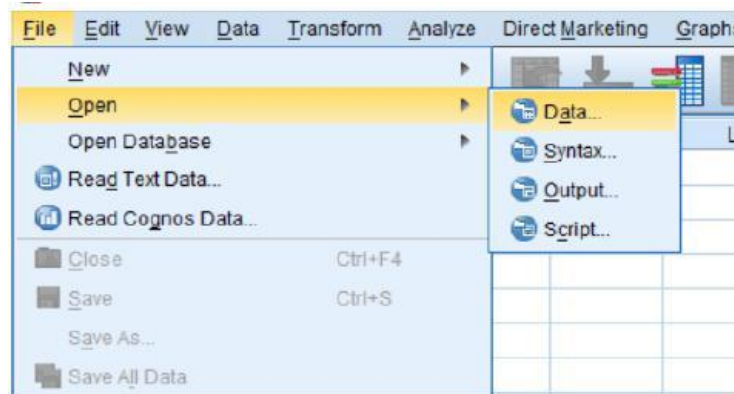 File Edit View Data Transform Analyze Direct Marketing Graphs
New
Open
Open Database
Read Text Data...
Read Cognos Data...
Close Ctrl+F4
Save Ctrl+S
Save As...
Save All Data
Data...
Syntax...
Output...
Script...